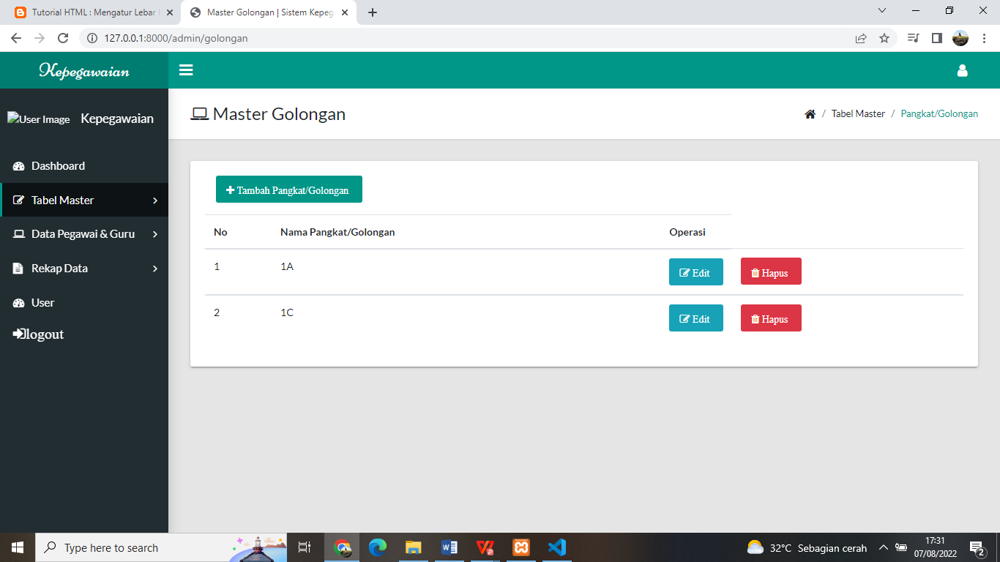 Tutorial HTML : Mengatur Lebar
Master Golongan | Sistem Kepeg
127.0.0.1:8000/admin/golongan
Kepegawaian
User Image Kepegawaian
Dashboard
Tabel Master
Data Pegawai & Guru
Rekap Data
User
logout
Master Golongan
/ Tabel Master / Pangkat/Golongan
Tambah Pangkat/Golongan
No Nama Pangkat/Golongan Operasi
1 1A Edit Hapus
2 1C Edit Hapus
Type here to search
32°C Sebagian cerah
17:31
07/08/2022
2